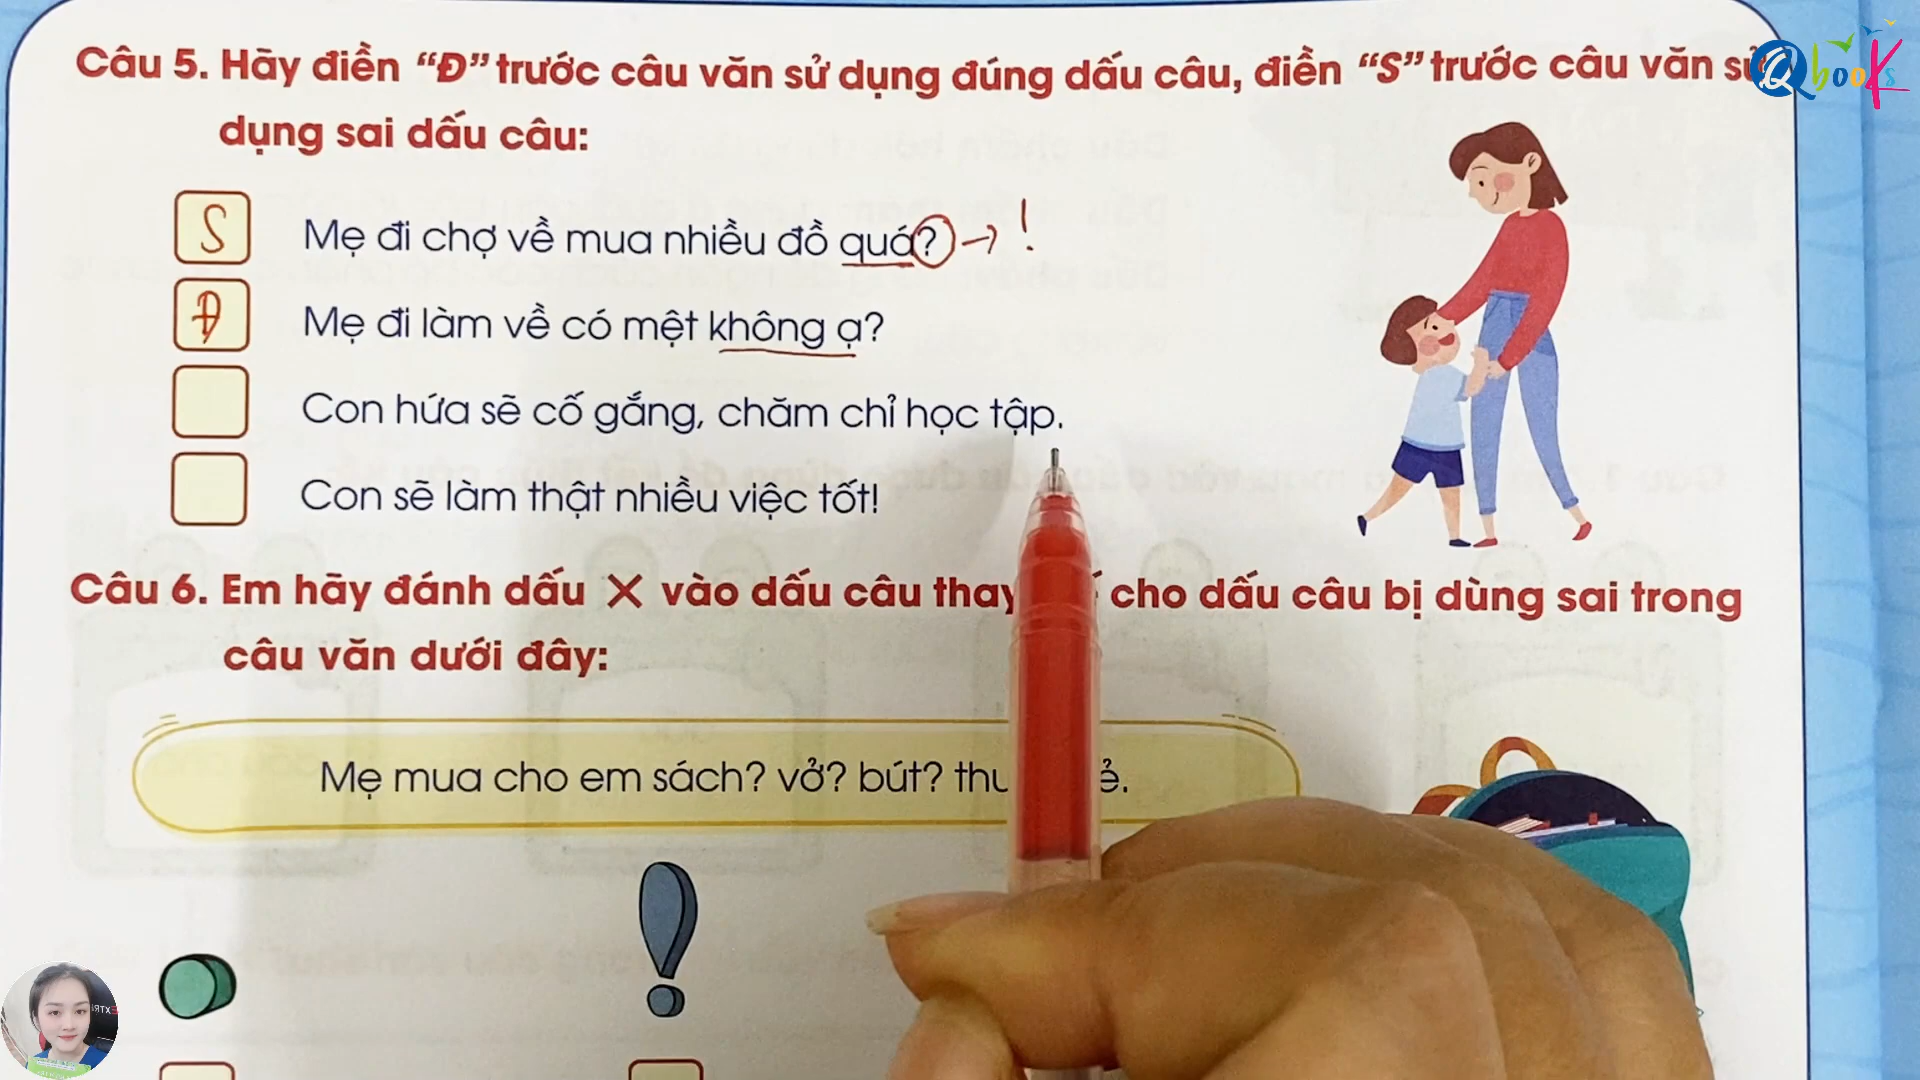 Qbooks
Câu 5. Hãy điền “Đ” trước câu văn sử dụng đúng dấu câu, điền “S” trước câu văn sử
dụng sai dấu câu:
S Mẹ đi chợ về mua nhiều đồ quá? → !
Đ Mẹ đi làm về có mệt không ạ?
Con hứa sẽ cố gắng, chăm chỉ học tập.
Con sẽ làm thật nhiều việc tốt!
Câu 6. Em hãy đánh dấu × vào dấu câu thay cho dấu câu bị dùng sai trong
câu văn dưới đây:
Mẹ mua cho em sách? vở? bút?
!